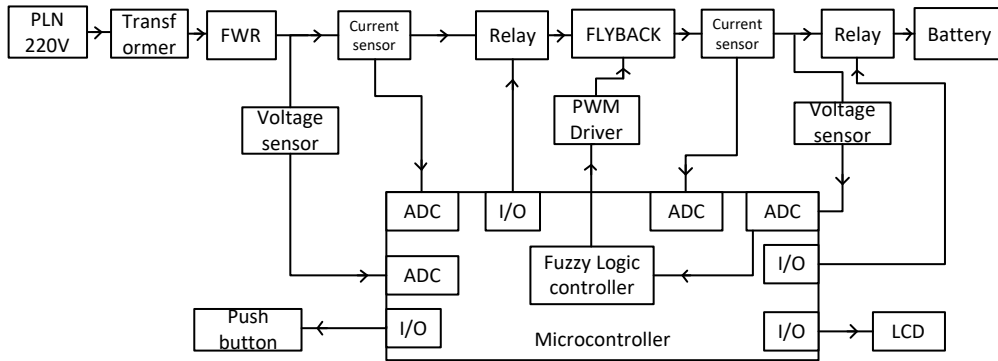 PLN
220V
Transf
ormer
FWR
Current
sensor
Relay
FLYBACK
Current
sensor
Relay
Battery
Voltage
sensor
PWM
Driver
Voltage
sensor
ADC
I/O
ADC
ADC
Fuzzy Logic
controller
I/O
ADC
Push
button
I/O
Microcontroller
I/O
LCD